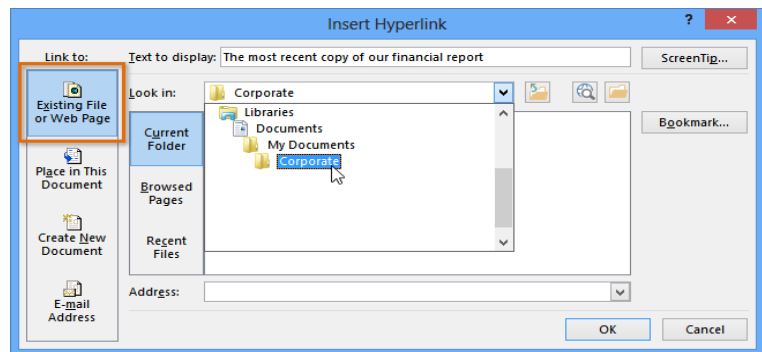 Insert Hyperlink
?
Link to:
Text to display: The most recent copy of our financial report
ScreenTip...
Existing File
or Web Page
Look in:
Corporate
Libraries
Documents
My Documents
Corporate
Current
Folder
Browsed
Pages
Recent
Files
Bookmark...
Place in This
Document
Create New
Document
E-mail
Address
Address:
OK
Cancel